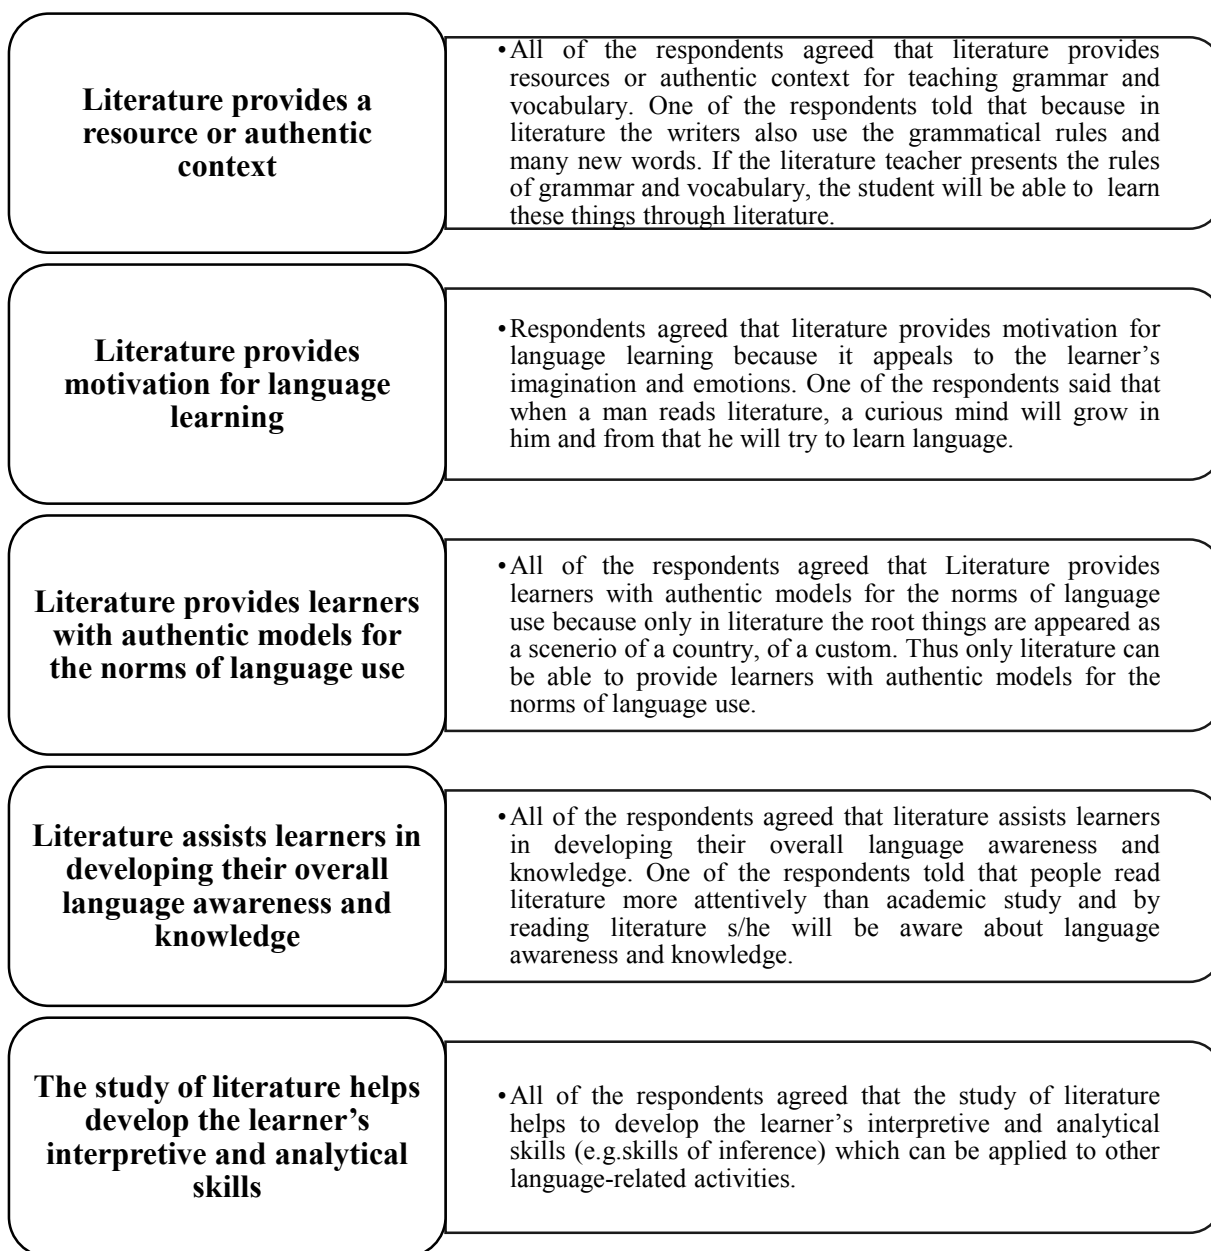 Literature provides a
resource or authentic
context
•All of the respondents agreed that literature provides
resources or authentic context for teaching grammar and
vocabulary. One of the respondents told that because in
literature the writers also use the grammatical rules and
many new words. If the literature teacher presents the rules
of grammar and vocabulary, the student will be able to learn
these things through literature.
Literature provides
motivation for language
learning
•Respondents agreed that literature provides motivation for
language learning because it appeals to the learner’s
imagination and emotions. One of the respondents said that
when a man reads literature, a curious mind will grow in
him and from that he will try to learn language.
Literature provides learners
with authentic models for
the norms of language use
•All of the respondents agreed that Literature provides
learners with authentic models for the norms of language
use because only in literature the root things are appeared as
a scenerio of a country, of a custom. Thus only literature can
be able to provide learners with authentic models for the
norms of language use.
Literature assists learners in
developing their overall
language awareness and
knowledge
•All of the respondents agreed that literature assists learners
in developing their overall language awareness and
knowledge. One of the respondents told that people read
literature more attentively than academic study and by
reading literature s/he will be aware about language
awareness and knowledge.
The study of literature helps
develop the learner’s
interpretive and analytical
skills
•All of the respondents agreed that the study of literature
helps to develop the learner’s interpretive and analytical
skills (e.g.skills of inference) which can be applied to other
language-related activities.